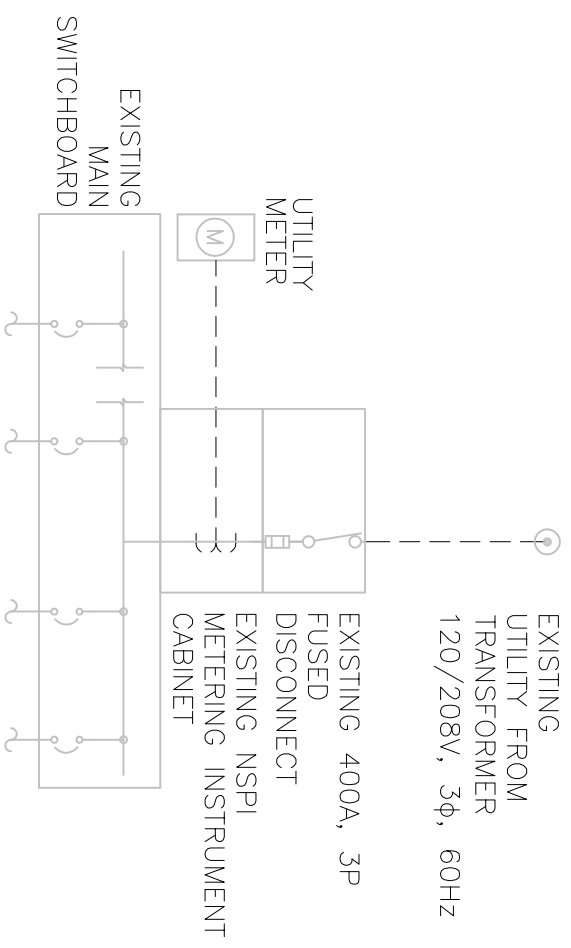 EXISTING
UTILITY FROM
TRANSFORMER
120/208V, 3ϕ, 60Hz
EXISTING 400A, 3P
FUSED
DISCONNECT
EXISTING NSPI
METERING INSTRUMENT
CABINET
UTILITY
METER
M
EXISTING
MAIN
SWITCHBOARD